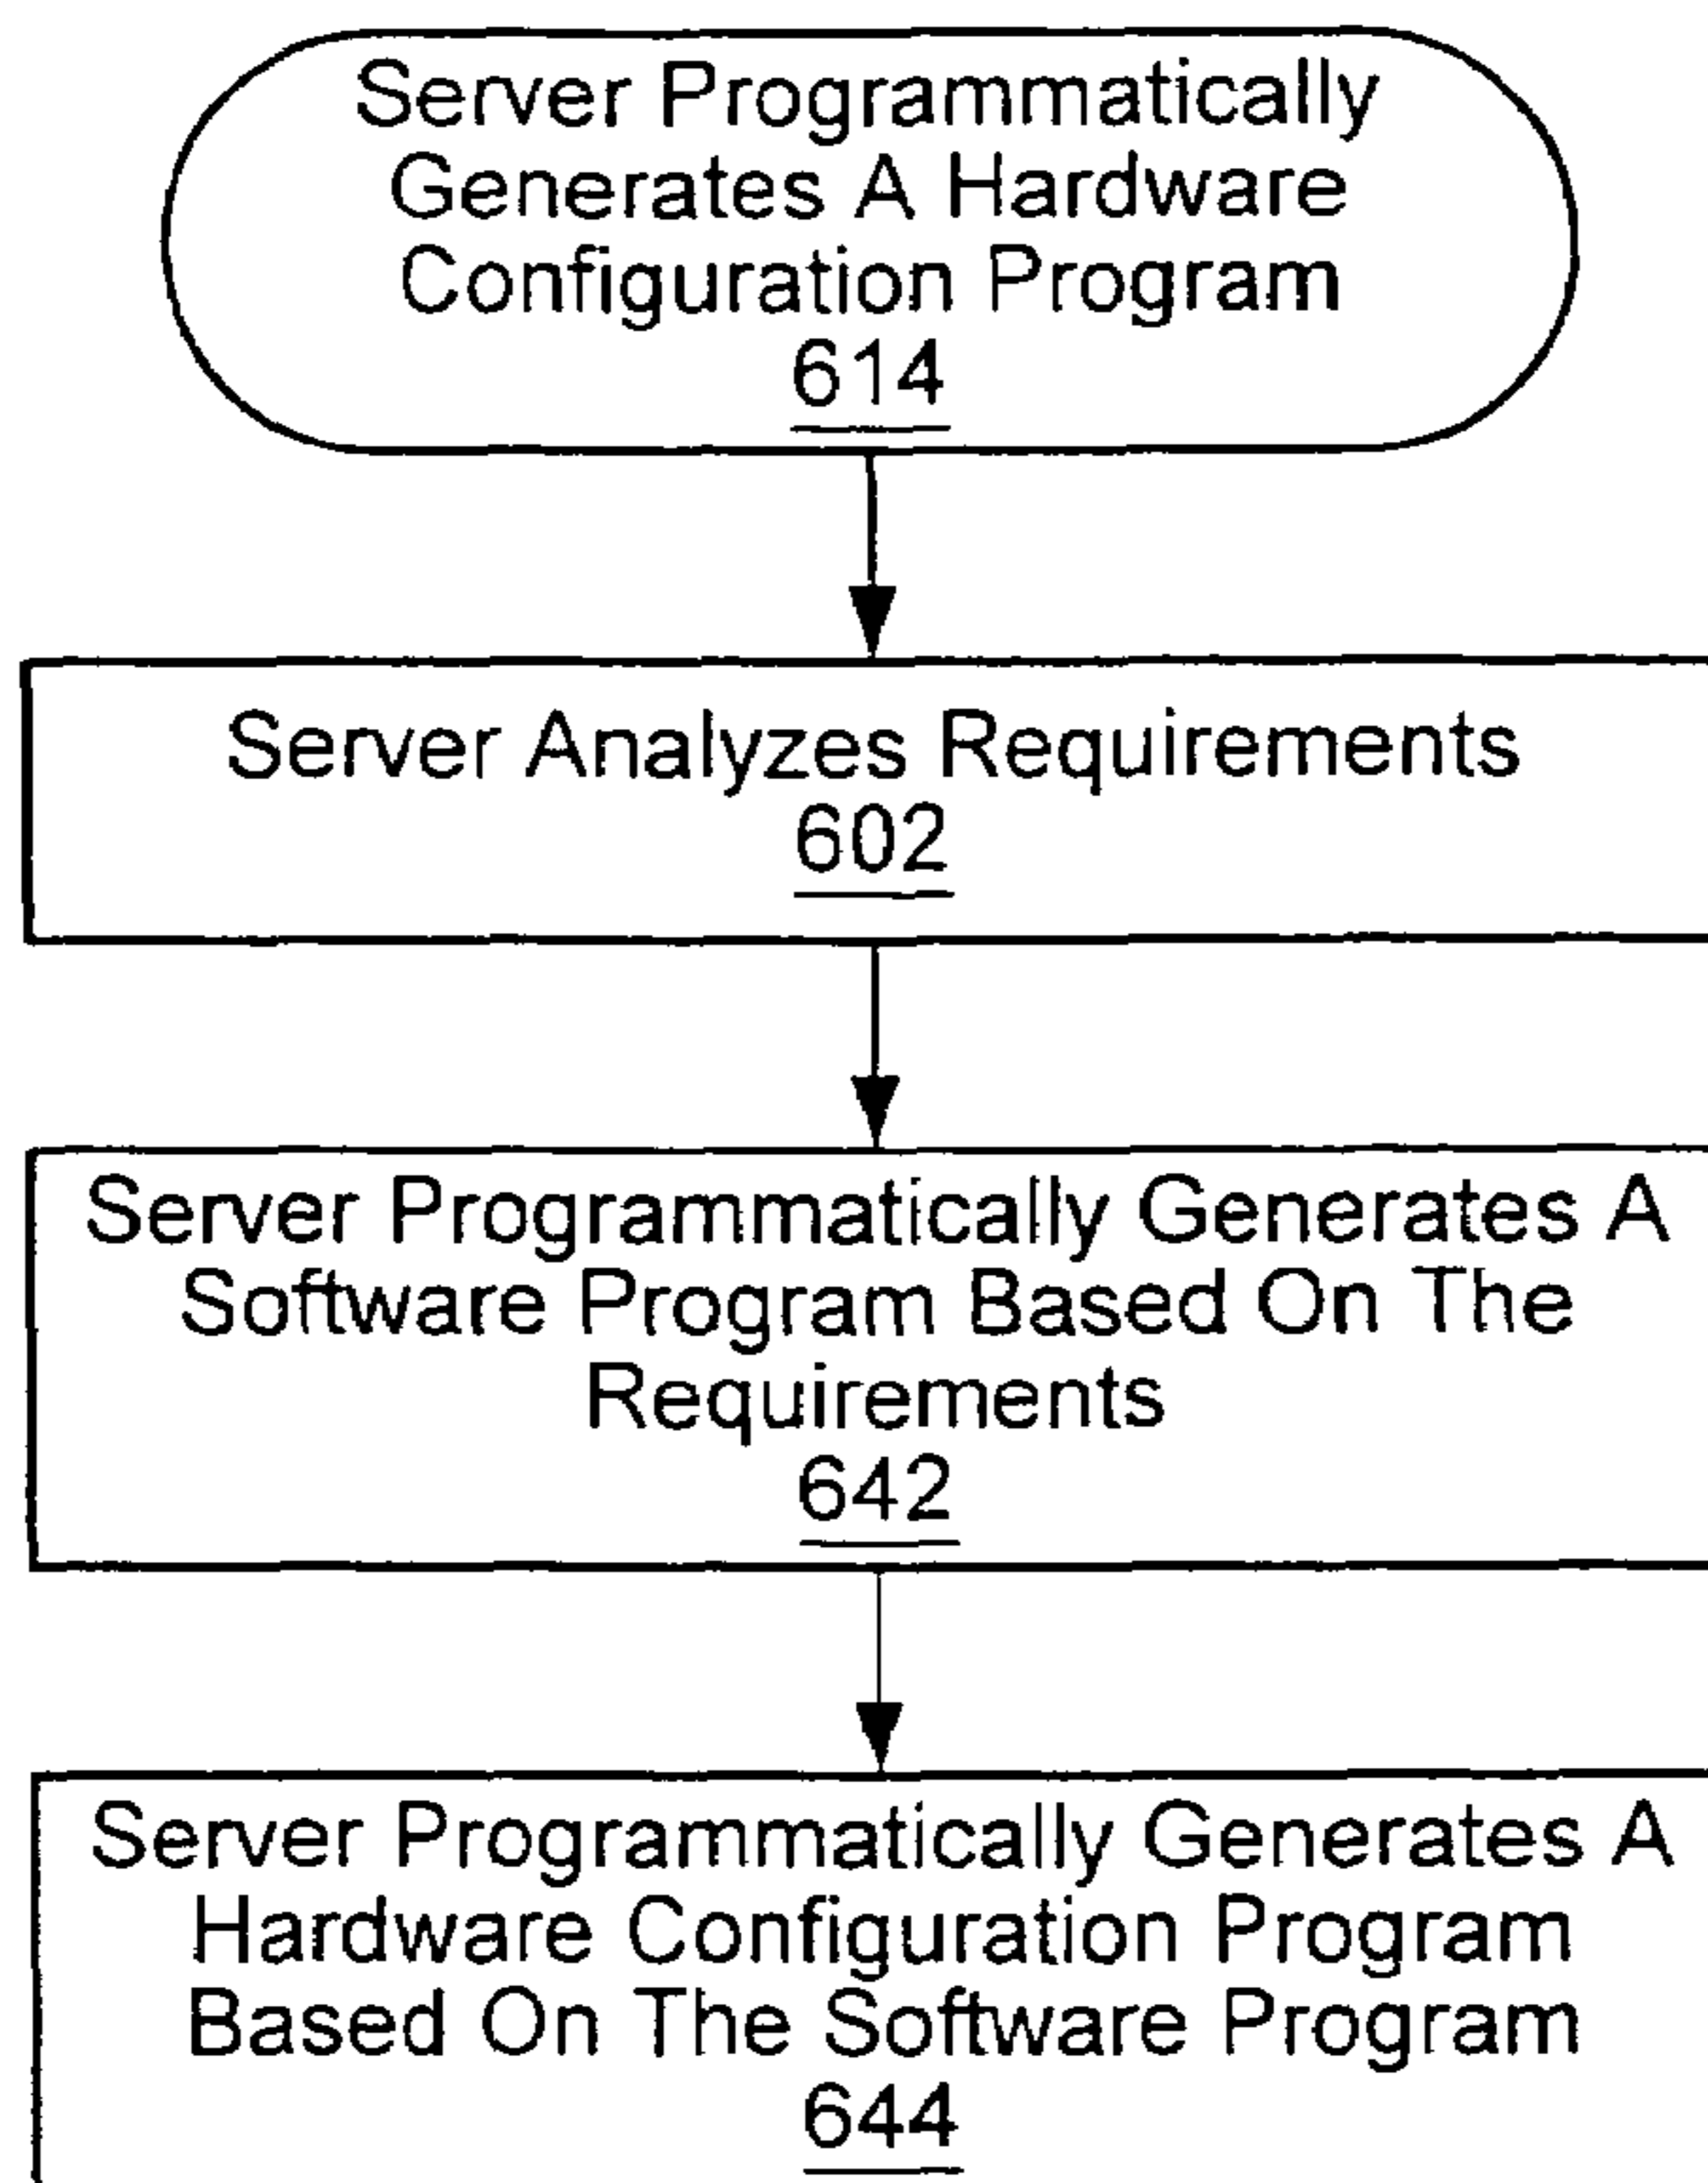 Server Programmatically
Generates A Hardware
Configuration Program
614
Server Analyzes Requirements
602
Server Programmatically Generates A
Software Program Based On The
Requirements
642
Server Programmatically Generates A
Hardware Configuration Program
Based On The Software Program
644